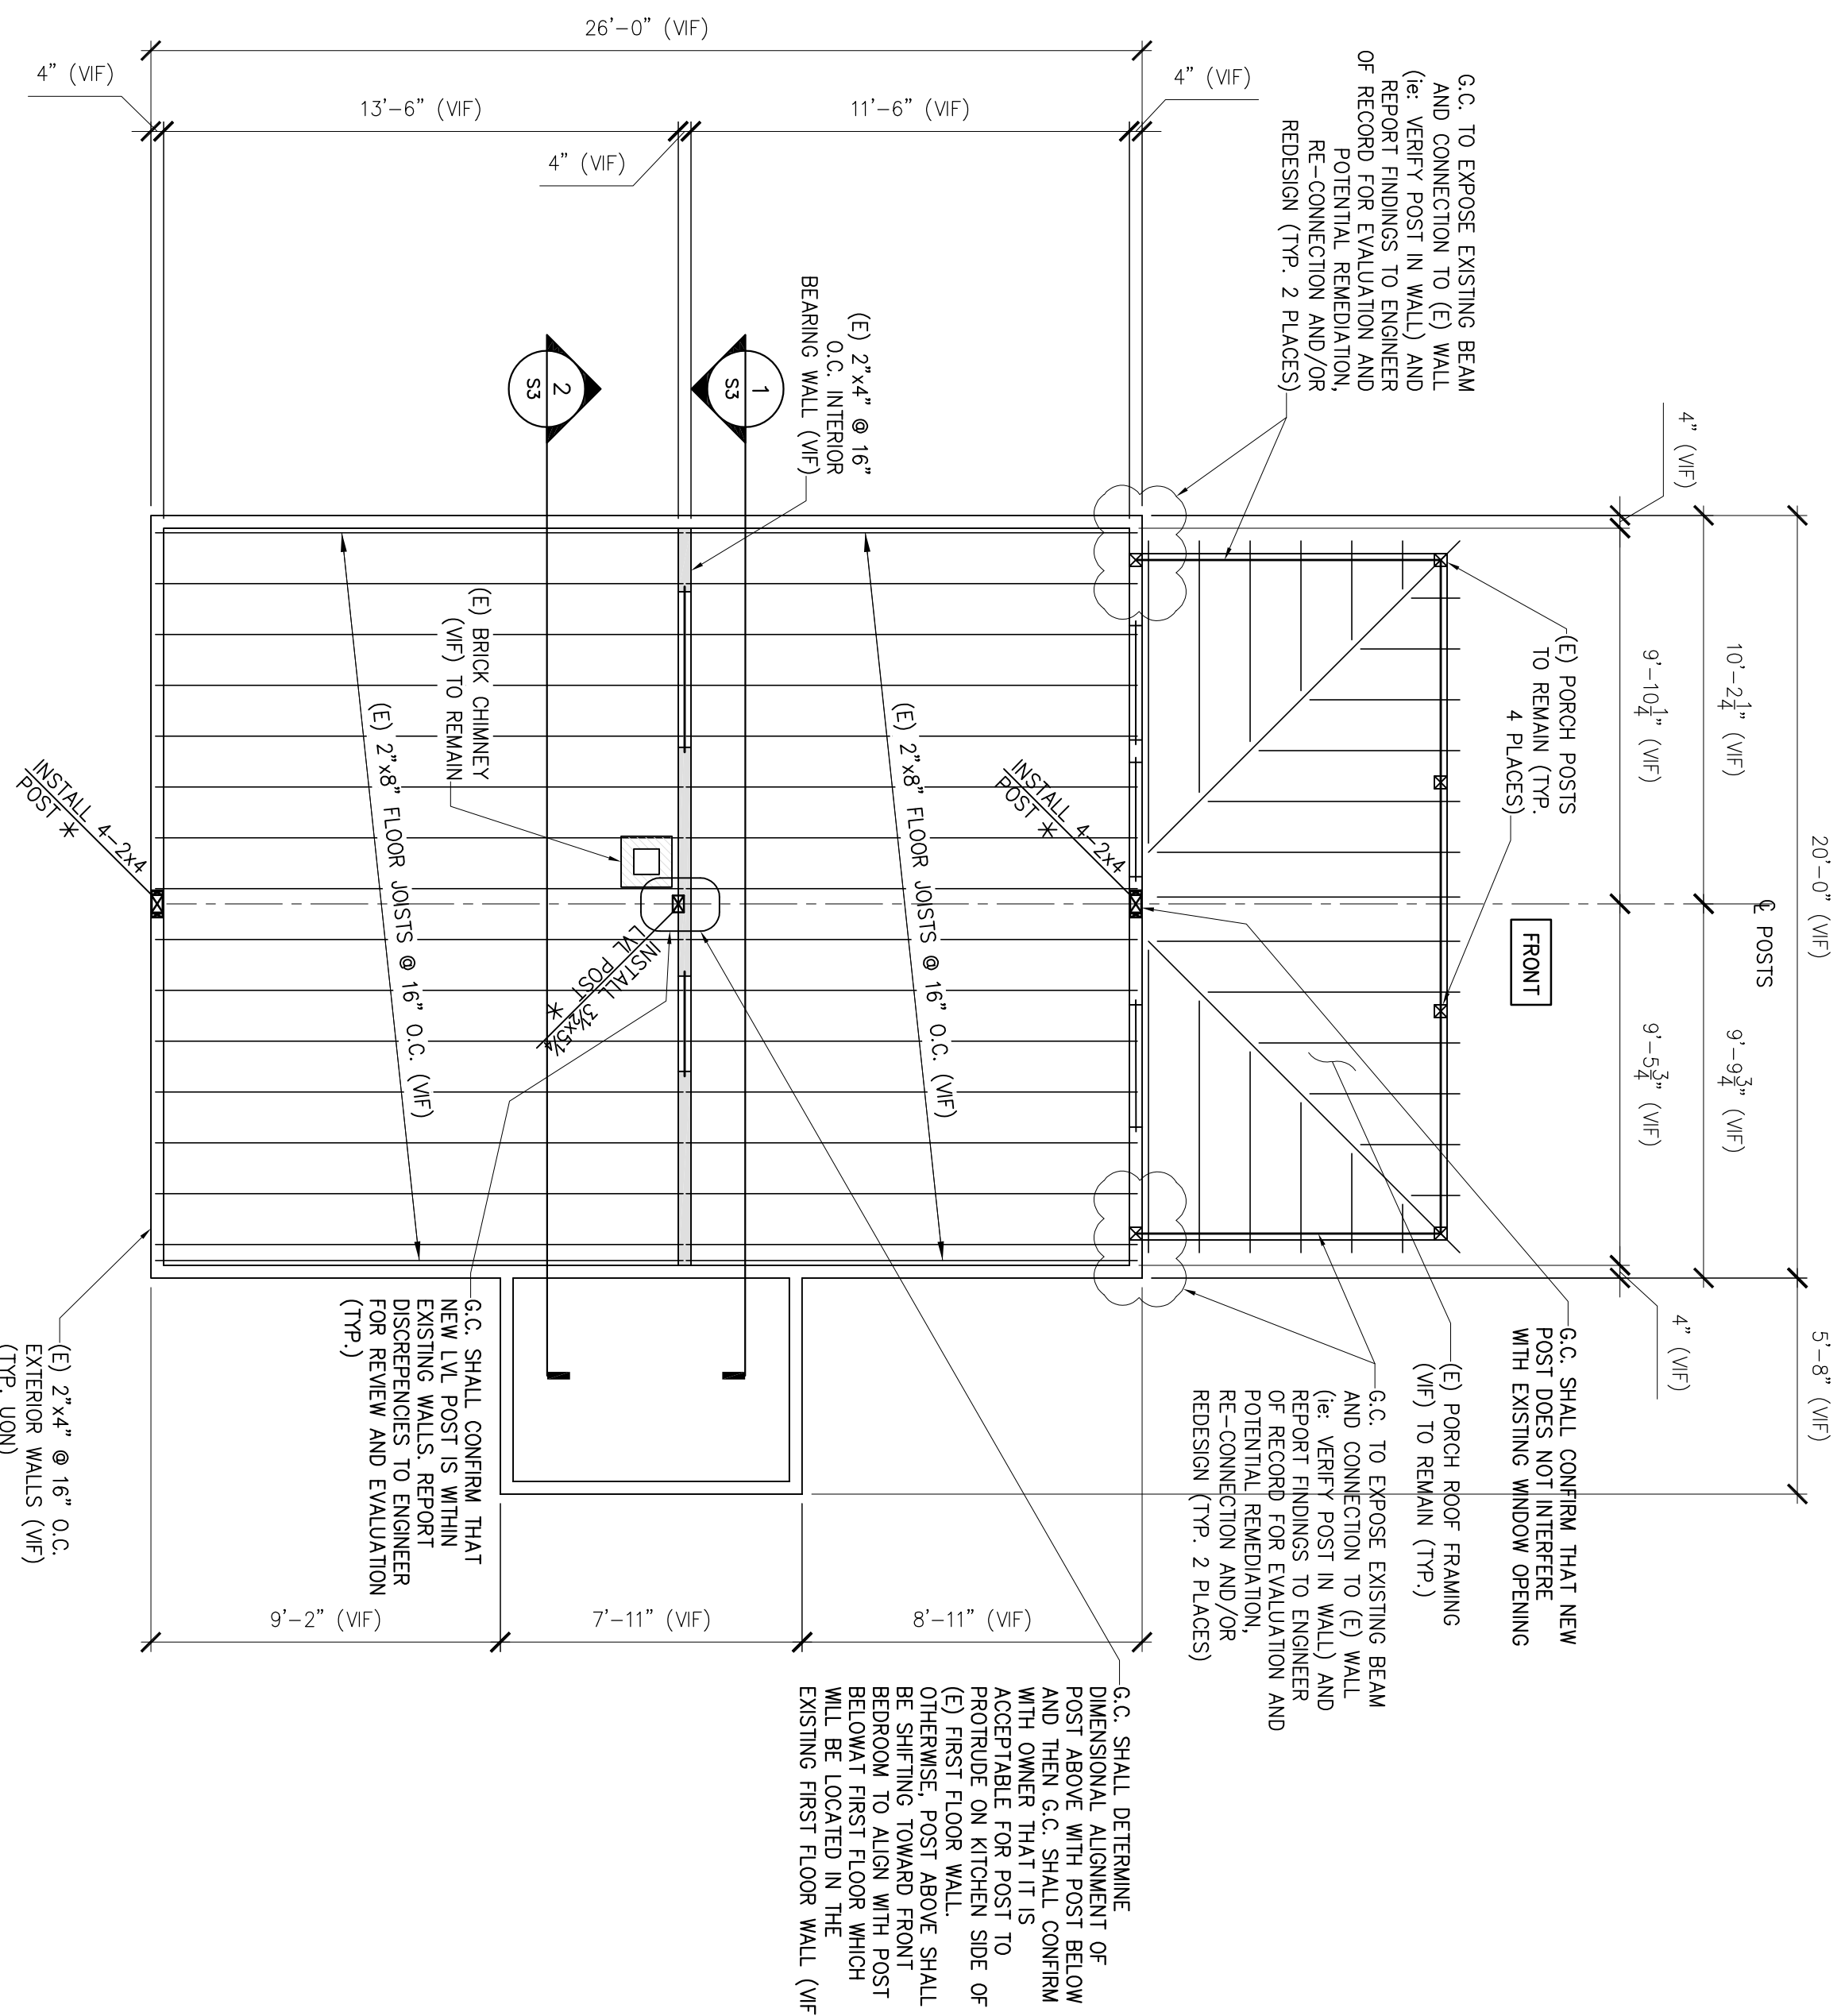 26'-0" (VIF)
4" (VIF)
13'-6" (VIF)
4" (VIF)
11'-6" (VIF)
4" (VIF)
G.C. TO EXPOSE EXISTING BEAM
AND CONNECTION TO (E) WALL
(ie: VERIFY POST IN WALL) AND
REPORT FINDINGS TO ENGINEER
OF RECORD FOR EVALUATION AND
POTENTIAL REMEDIATION,
RE-CONNECTION AND/OR
REDESIGN (TYP. 2 PLACES)
4" (VIF)
10'-2 1/4" (VIF)
9'-10 1/4" (VIF)
20'-0" (VIF)
℄ POSTS
9'-9 3/4" (VIF)
9'-5 3/4" (VIF)
4" (VIF)
5'-8" (VIF)
(E) PORCH POSTS
TO REMAIN (TYP.
4 PLACES)
FRONT
(E) 2"x4" @ 16"
O.C. INTERIOR
BEARING WALL (VIF)
1
S3
2
S3
(E) BRICK CHIMNEY
(VIF) TO REMAIN
(E) 2"x8" FLOOR JOISTS @ 16" O.C. (VIF)
(E) 2"x8" FLOOR JOISTS @ 16" O.C. (VIF)
INSTALL 4-2x4
POST *
INSTALL 4-2x4
POST *
INSTALL 3½x5¼
LVL POST *
G.C. SHALL CONFIRM THAT NEW
POST DOES NOT INTERFERE
WITH EXISTING WINDOW OPENING
(E) PORCH ROOF FRAMING
(VIF) TO REMAIN (TYP.)
G.C. TO EXPOSE EXISTING BEAM
AND CONNECTION TO (E) WALL
(ie: VERIFY POST IN WALL) AND
REPORT FINDINGS TO ENGINEER
OF RECORD FOR EVALUATION AND
POTENTIAL REMEDIATION,
RE-CONNECTION AND/OR
REDESIGN (TYP. 2 PLACES)
G.C. SHALL CONFIRM THAT
NEW LVL POST IS WITHIN
EXISTING WALLS. REPORT
DISCREPENCIES TO ENGINEER
FOR REVIEW AND EVALUATION
(TYP.)
(E) 2"x4" @ 16" O.C.
EXTERIOR WALLS (VIF)
(TYP. UON)
9'-2" (VIF)
7'-11" (VIF)
8'-11" (VIF)
G.C. SHALL DETERMINE
DIMENSIONAL ALIGNMENT OF
POST ABOVE WITH POST BELOW
AND THEN G.C. SHALL CONFIRM
WITH OWNER THAT IT IS
ACCEPTABLE FOR POST TO
PROTRUDE ON KITCHEN SIDE OF
(E) FIRST FLOOR WALL.
OTHERWISE, POST ABOVE SHALL
BE SHIFTING TOWARD FRONT
BEDROOM TO ALIGN WITH POST
BELOWAT FIRST FLOOR WHICH
WILL BE LOCATED IN THE
EXISTING FIRST FLOOR WALL (VIF